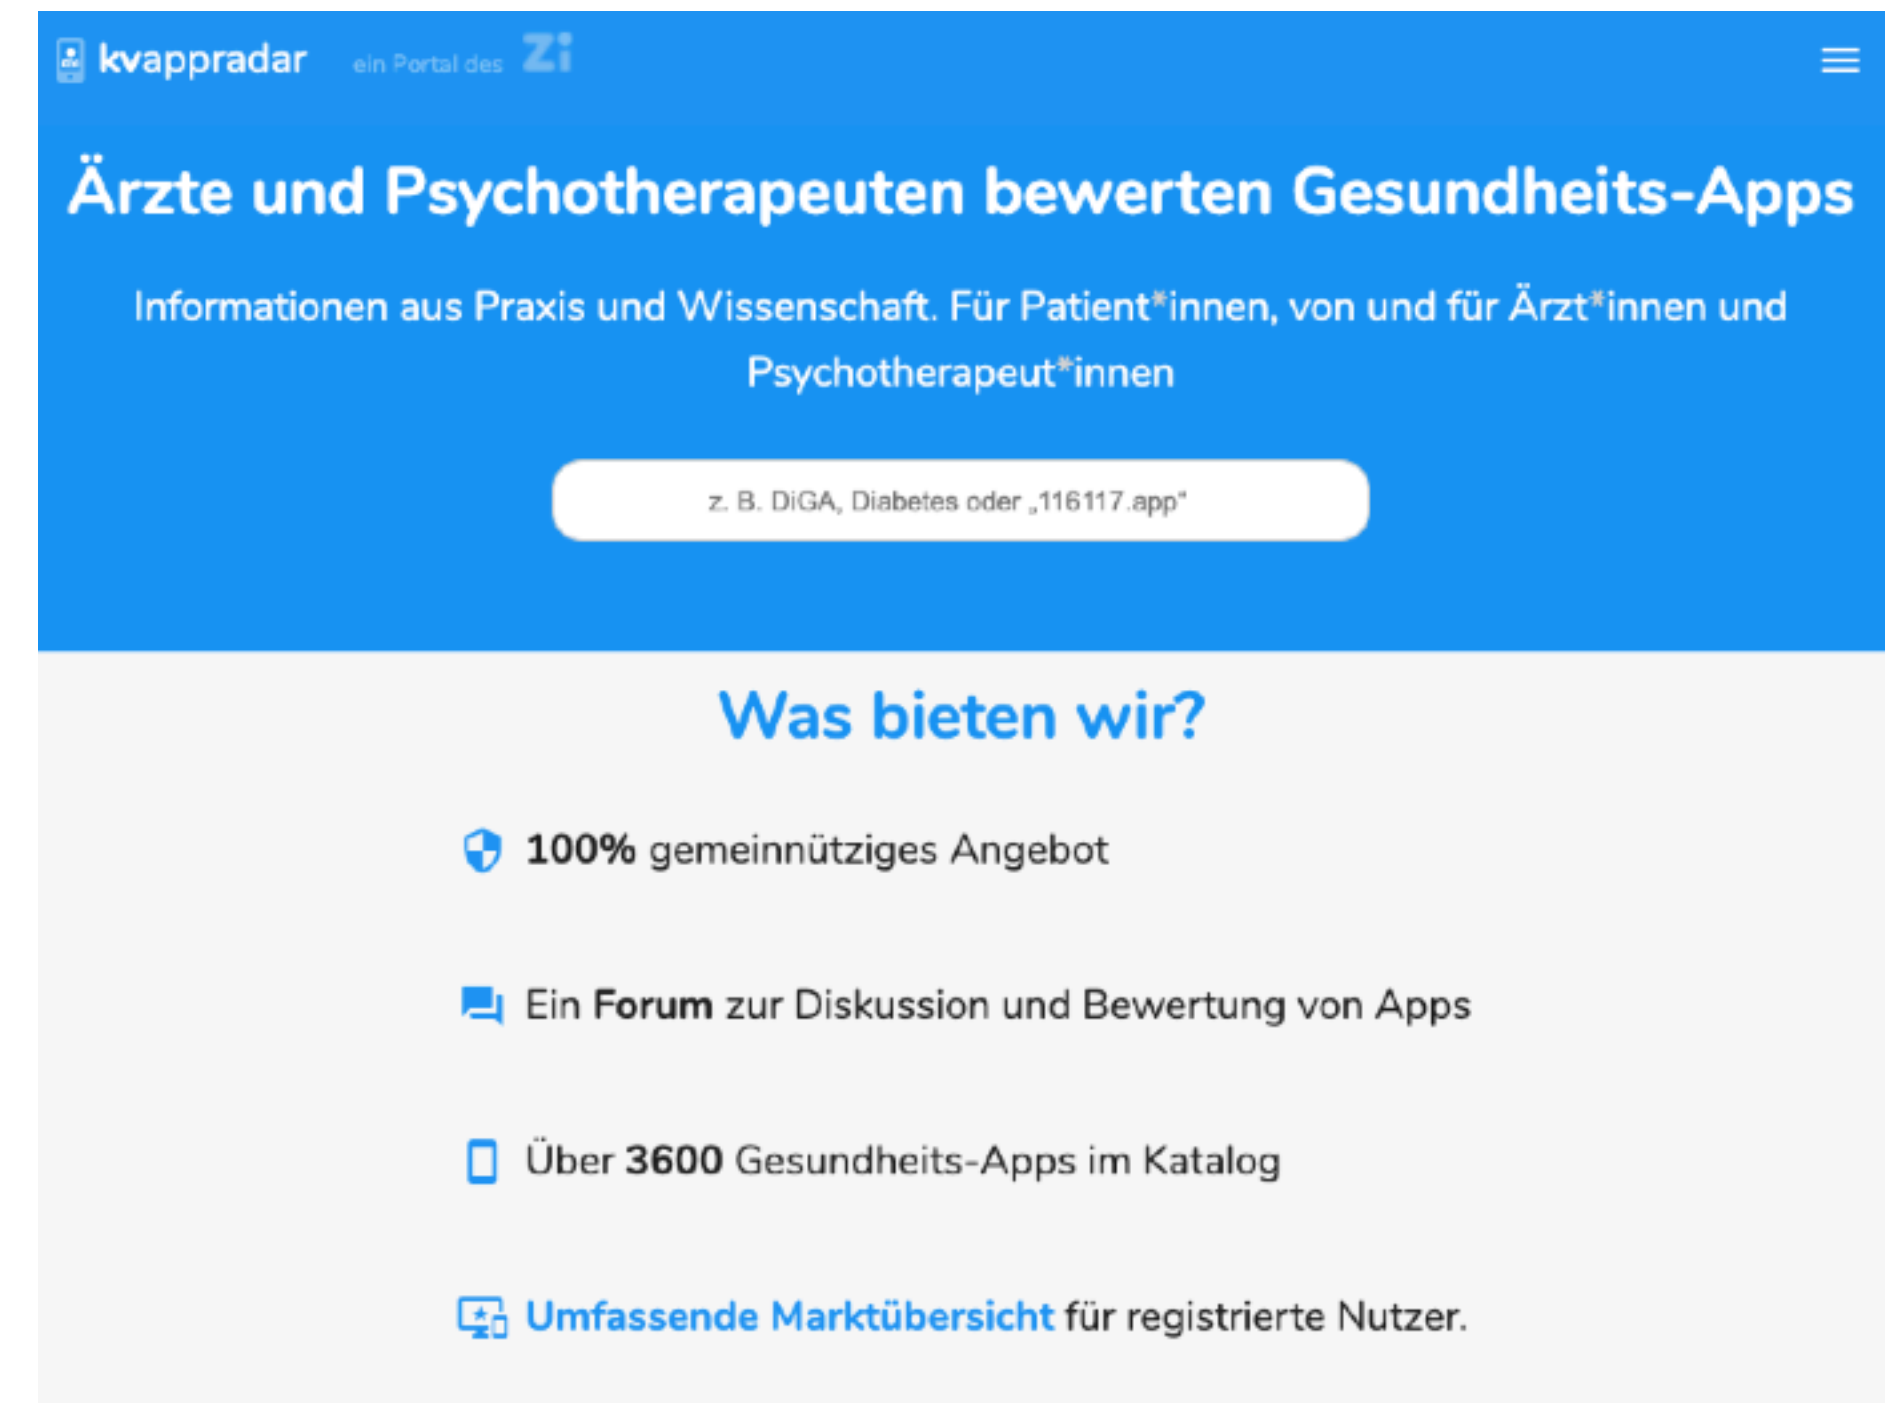 kvappradar ein Portal des Zi
Ärzte und Psychotherapeuten bewerten Gesundheits-Apps
Informationen aus Praxis und Wissenschaft. Für Patient*innen, von und für Ärzt*innen und
Psychotherapeut*innen
z. B. DiGA, Diabetes oder „116117.app“
Was bieten wir?
100% gemeinnütziges Angebot
Ein Forum zur Diskussion und Bewertung von Apps
Über 3600 Gesundheits-Apps im Katalog
Umfassende Marktübersicht für registrierte Nutzer.